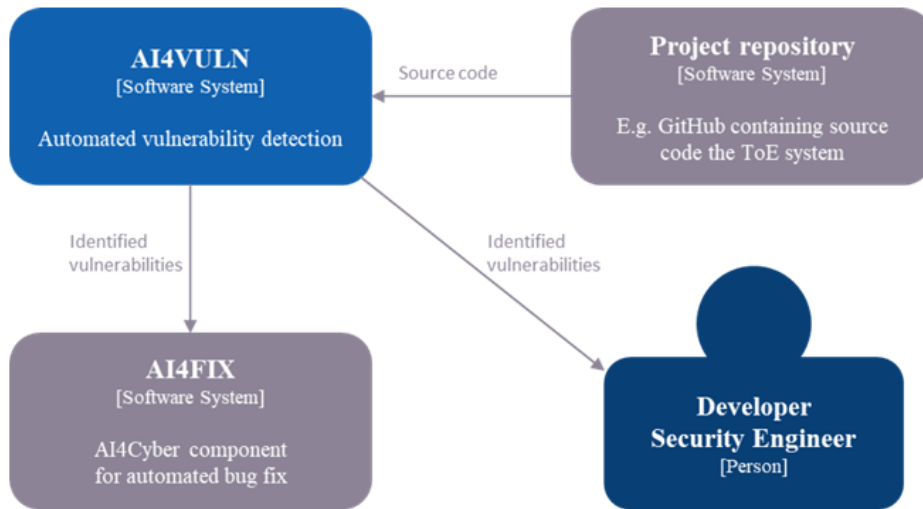 AI4VULN
[Software System]
Automated vulnerability detection
Source code
Project repository
[Software System]
E.g. GitHub containing source
code the ToE system
Identified
vulnerabilities
Identified
vulnerabilities
AI4FIX
[Software System]
AI4Cyber component
for automated bug fix
Developer
Security Engineer
[Person]